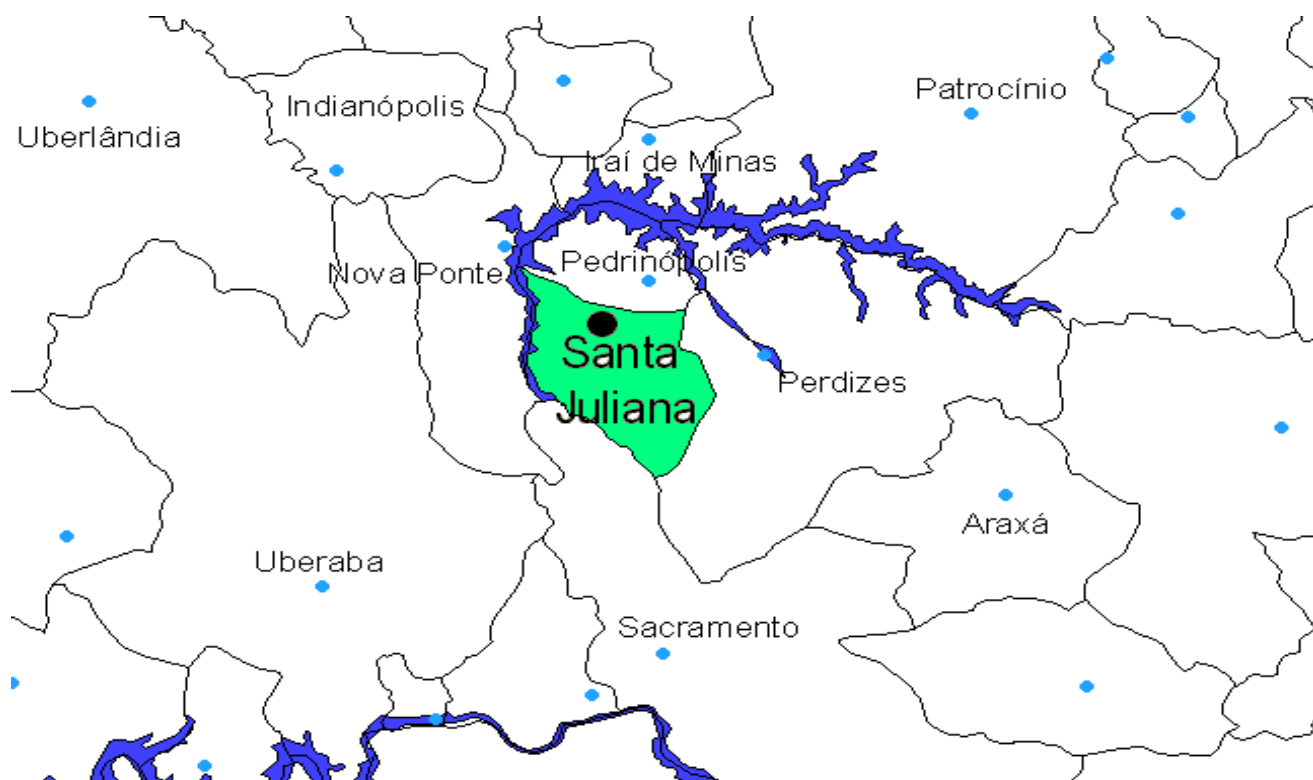 Patrocínio
Indianópolis
Uberlândia
Iraí de Minas
Pedrinópolis
Nova Ponte
Santa
Juliana
Perdizes
Araxá
Uberaba
Sacramento